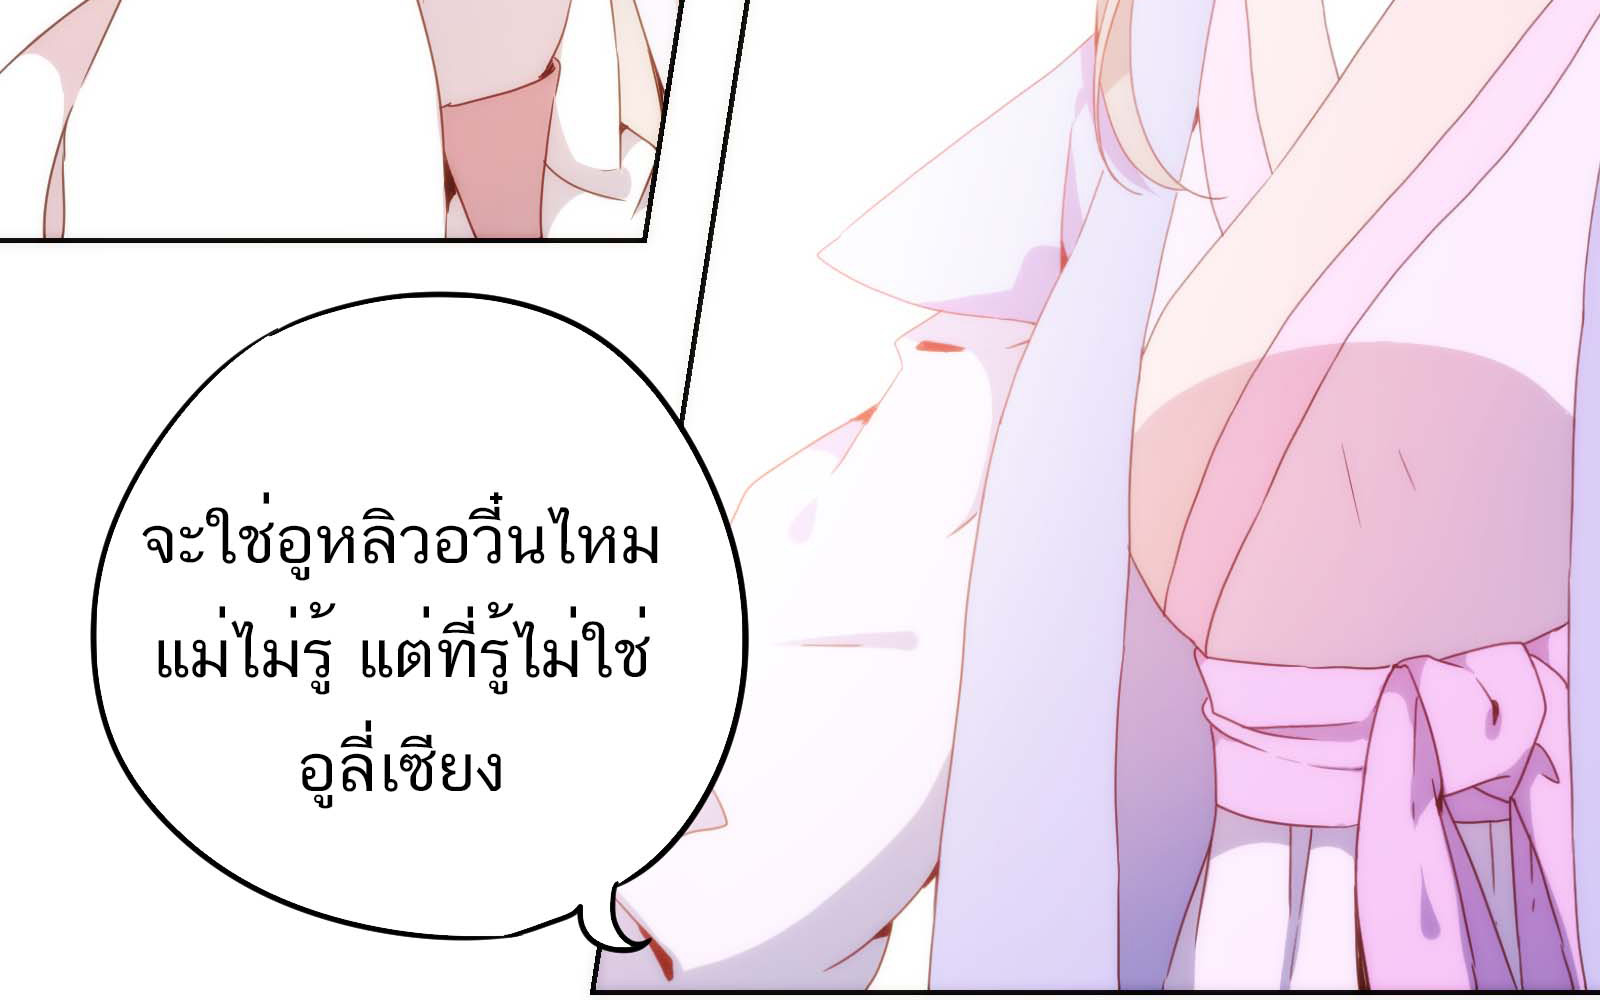 จะใช่อูหลิวอวี๋นไหม
แม่ไม่รู้ แต่ที่รู้ไม่ใช่
อูลี่เซียง